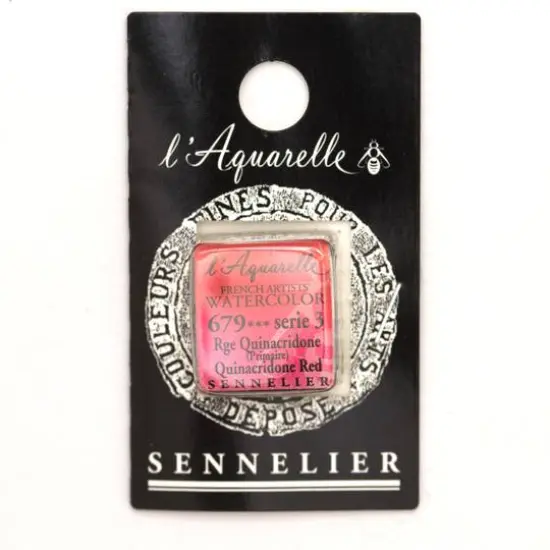 l'Aquarelle
COULEURS FINES POUR LES ARTS
DÉPOSÉ
l'Aquarelle
FRENCH ARTISTS'
WATERCOLOR
679*** serie 3
Rge Quinacridone
(Primaire)
Quinacridone Red
SENNELIER
SENNELIER